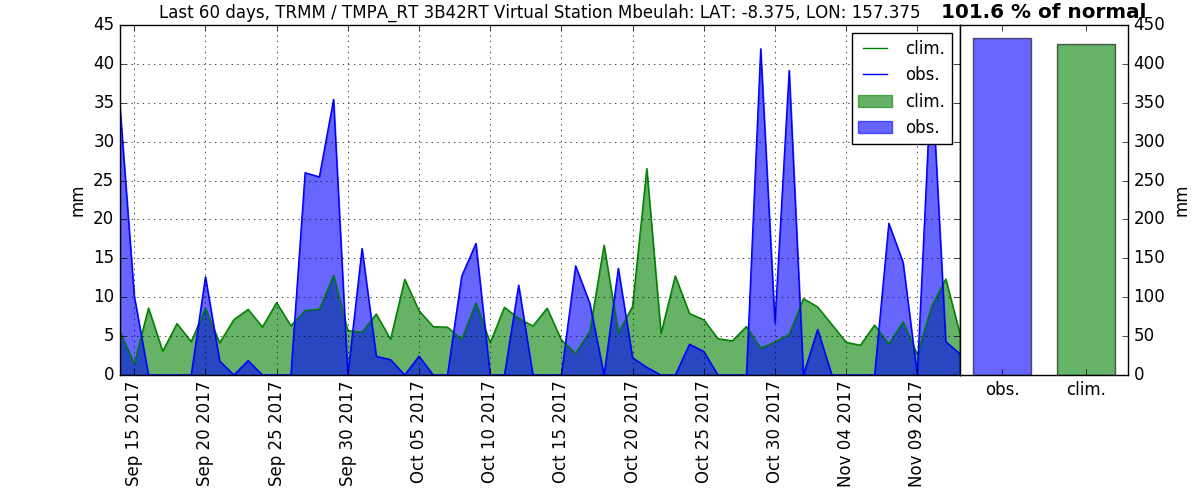 Last 60 days, TRMM / TMPA_RT 3B42RT Virtual Station Mbeulah: LAT: -8.375, LON: 157.375
101.6 % of normal
45
40
35
30
25
20
15
10
5
0
mm
clim.
obs.
clim.
obs.
450
400
350
300
250
200
150
100
50
0
mm
obs.
clim.
Sep 15 2017
Sep 20 2017
Sep 25 2017
Sep 30 2017
Oct 05 2017
Oct 10 2017
Oct 15 2017
Oct 20 2017
Oct 25 2017
Oct 30 2017
Nov 04 2017
Nov 09 2017